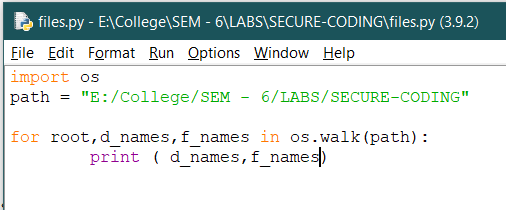 files.py - E:\College\SEM - 6\LABS\SECURE-CODING\files.py (3.9.2)
File Edit Format Run Options Window Help
import os
path = "E:/College/SEM - 6/LABS/SECURE-CODING"

for root,d_names,f_names in os.walk(path):
        print ( d_names,f_names)